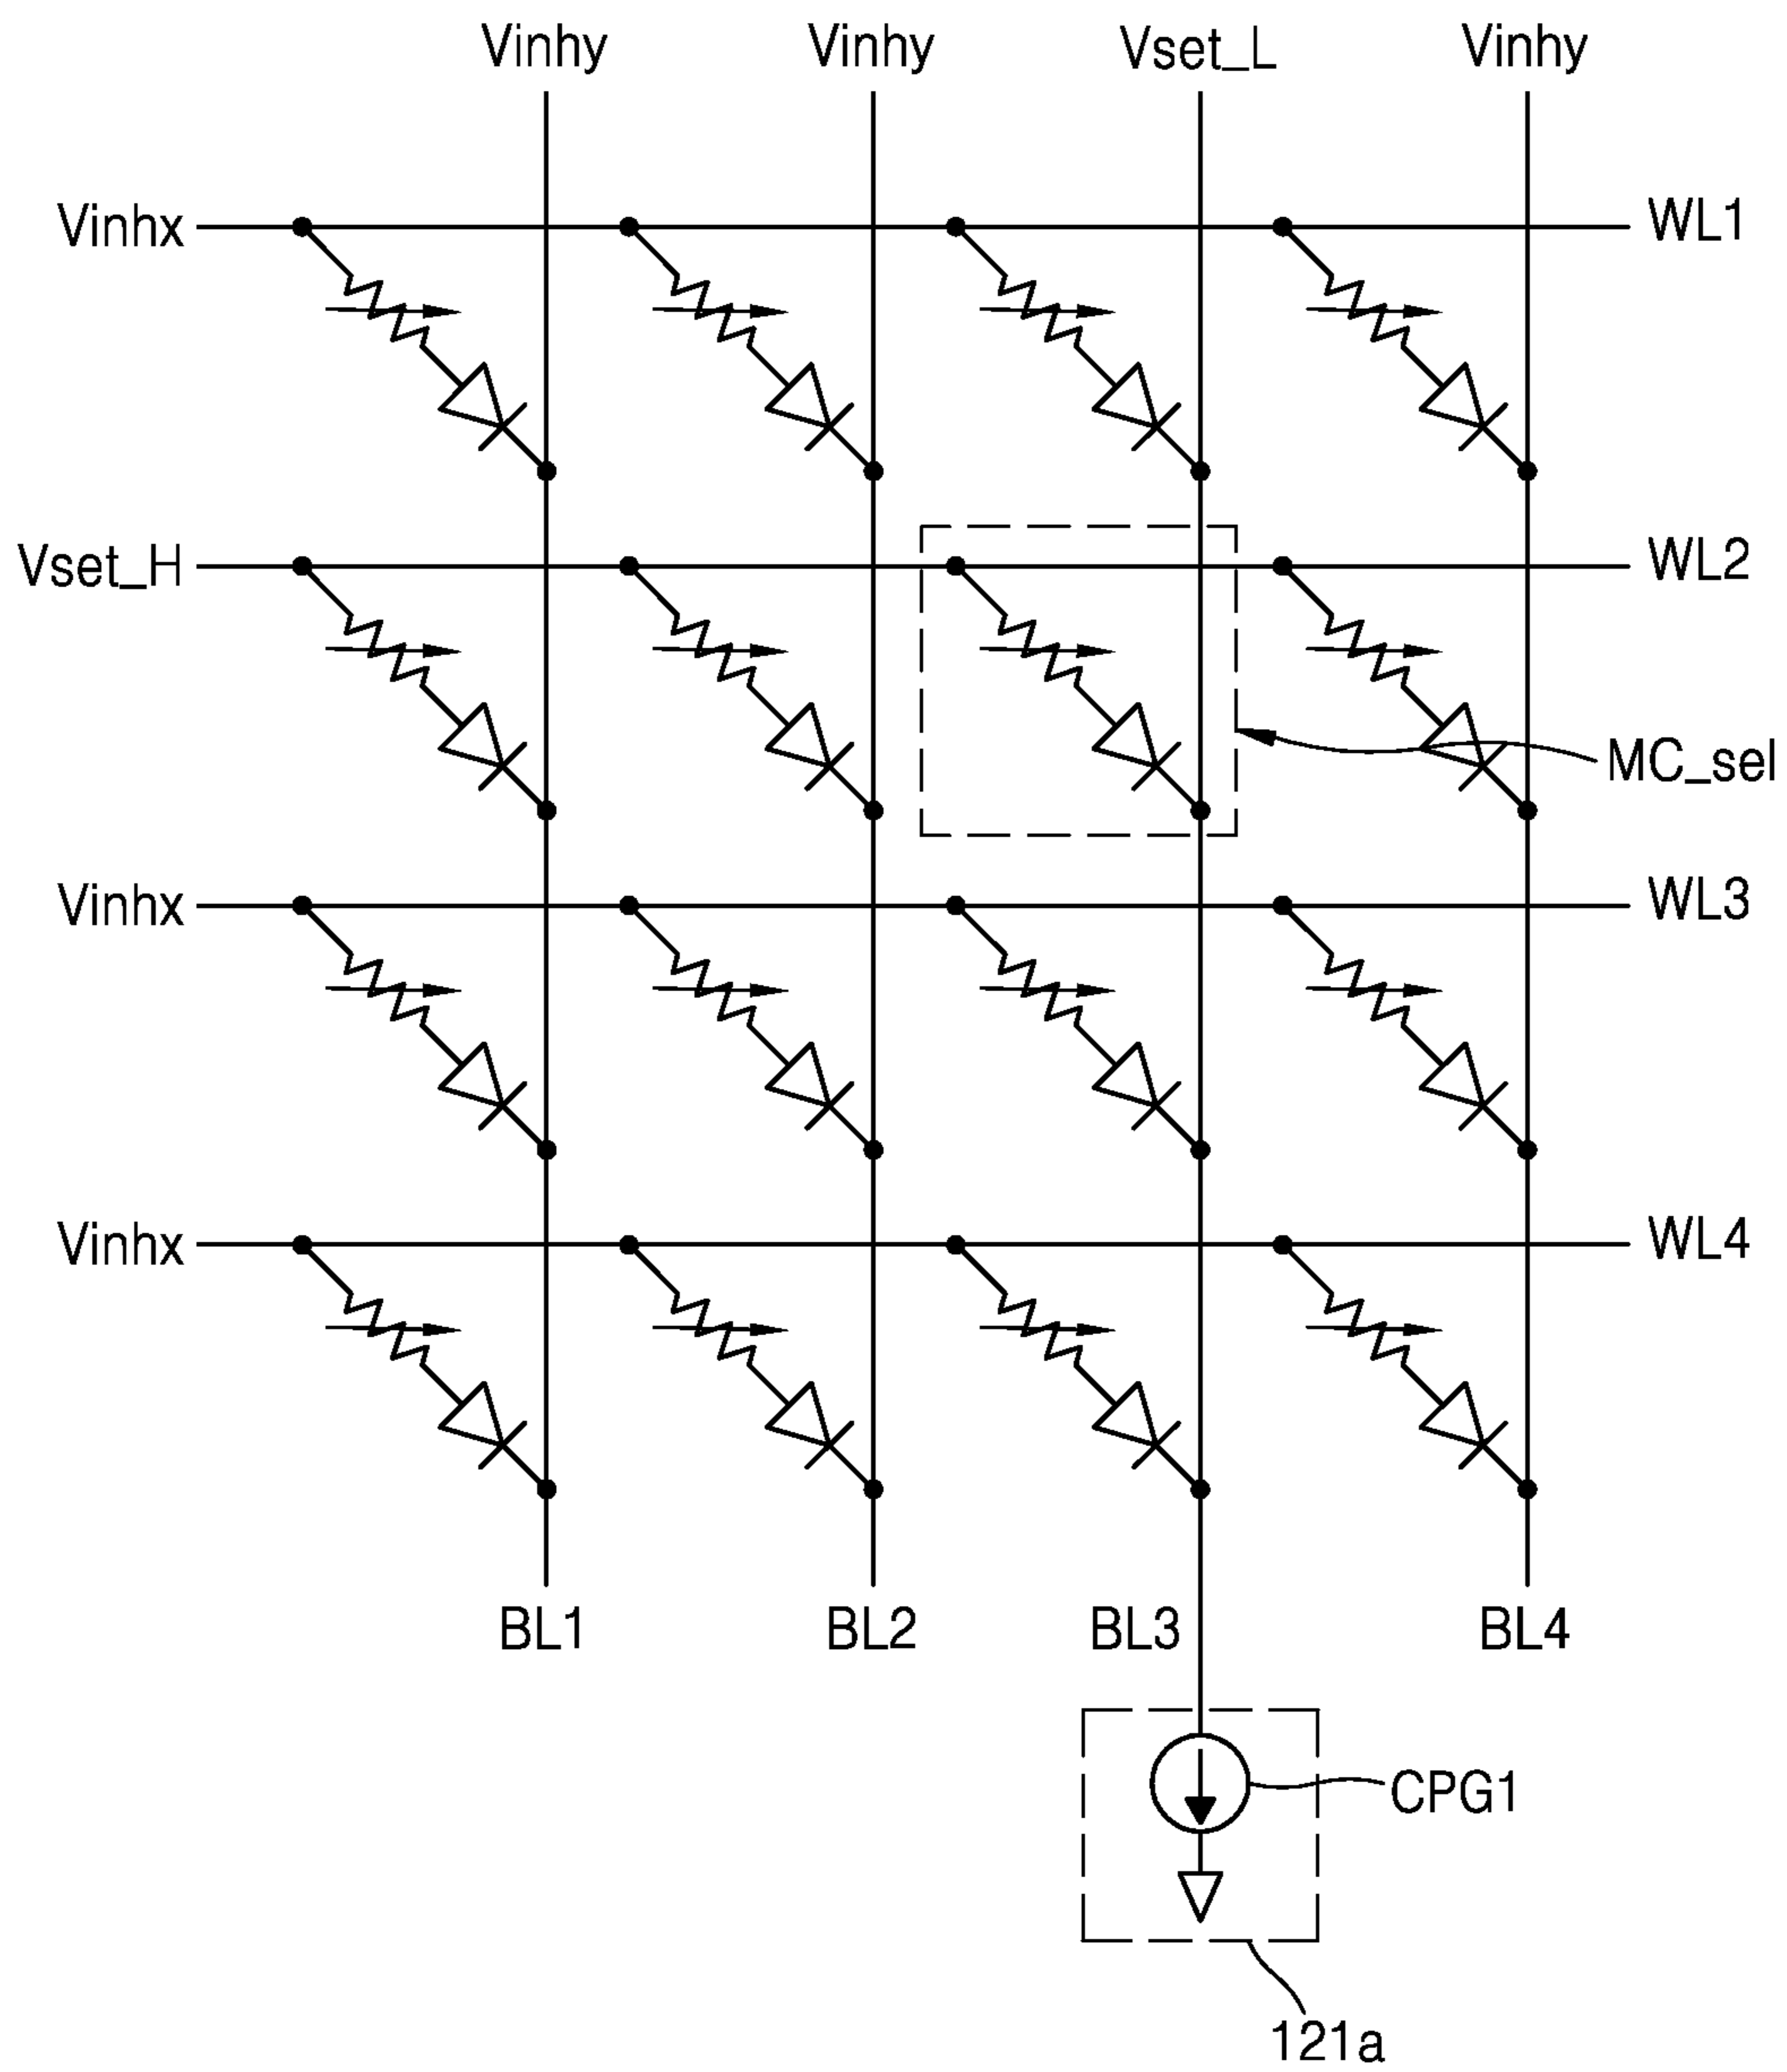 Vinhy Vinhy Vset_L Vinhy
Vinhx WL1
Vset_H WL2
MC_sel
Vinhx WL3
Vinhx WL4
BL1 BL2 BL3 BL4
CPG1
121a